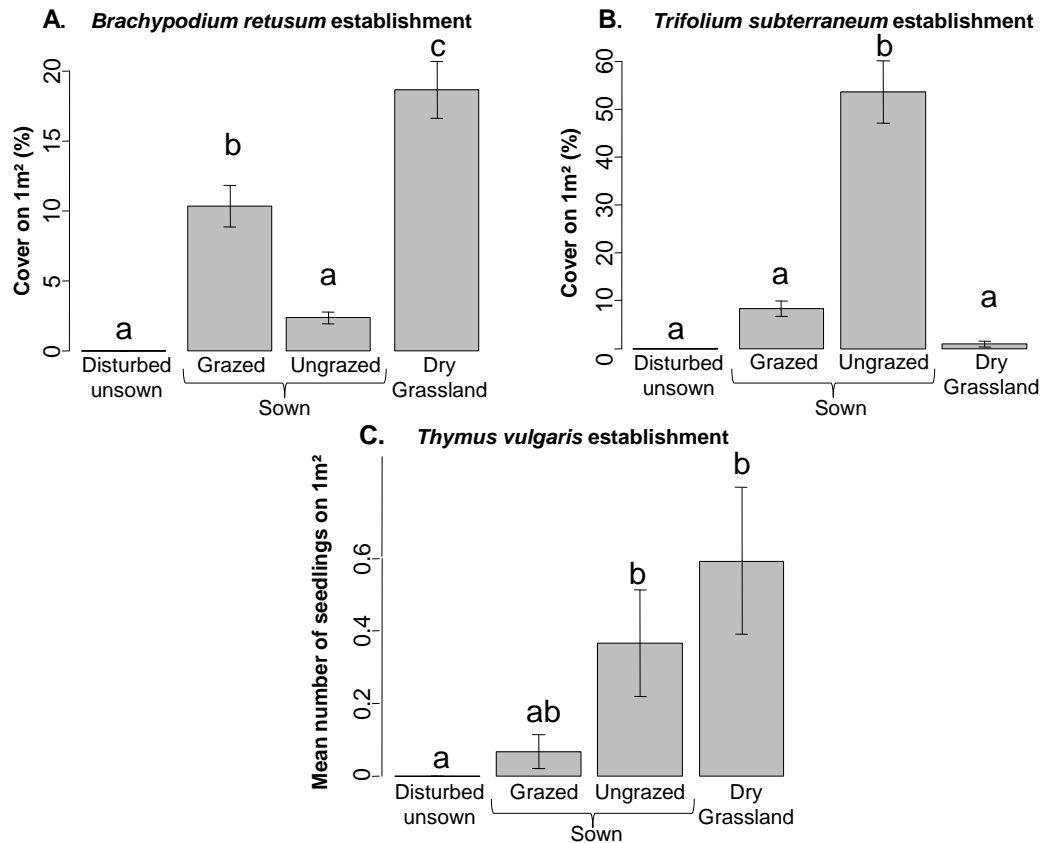 A. Brachypodium retusum establishment
Cover on 1m² (%)
20
15
10
5
0
a
b
a
c
Disturbed unsown
Grazed
Ungrazed
Dry Grassland
Sown
B. Trifolium subterraneum establishment
Cover on 1m² (%)
60
50
40
30
20
10
0
a
a
b
a
Disturbed unsown
Grazed
Ungrazed
Dry Grassland
Sown
C. Thymus vulgaris establishment
Mean number of seedlings on 1m²
0.6
0.4
0.2
0
a
ab
b
b
Disturbed unsown
Grazed
Ungrazed
Dry Grassland
Sown